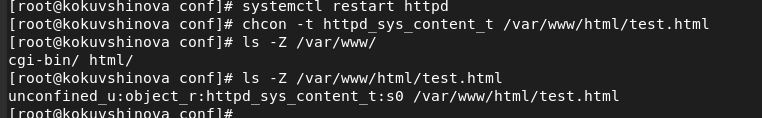 [root@kokuvshinova conf]# systemctl restart httpd
[root@kokuvshinova conf]# chcon -t httpd_sys_content_t /var/www/html/test.html
[root@kokuvshinova conf]# ls -Z /var/www/
cgi-bin/ html/
[root@kokuvshinova conf]# ls -Z /var/www/html/test.html
unconfined_u:object_r:httpd_sys_content_t:s0 /var/www/html/test.html
[root@kokuvshinova conf]#